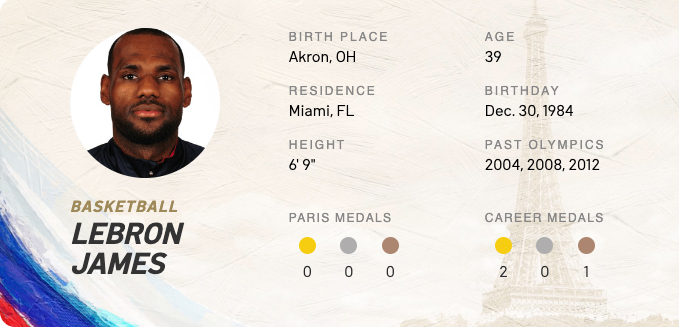 BIRTH PLACE
Akron, OH
AGE
39
RESIDENCE
Miami, FL
BIRTHDAY
Dec. 30, 1984
HEIGHT
6' 9"
PAST OLYMPICS
2004, 2008, 2012
BASKETBALL
LEBRON
JAMES
PARIS MEDALS
0 0 0
CAREER MEDALS
2 0 1